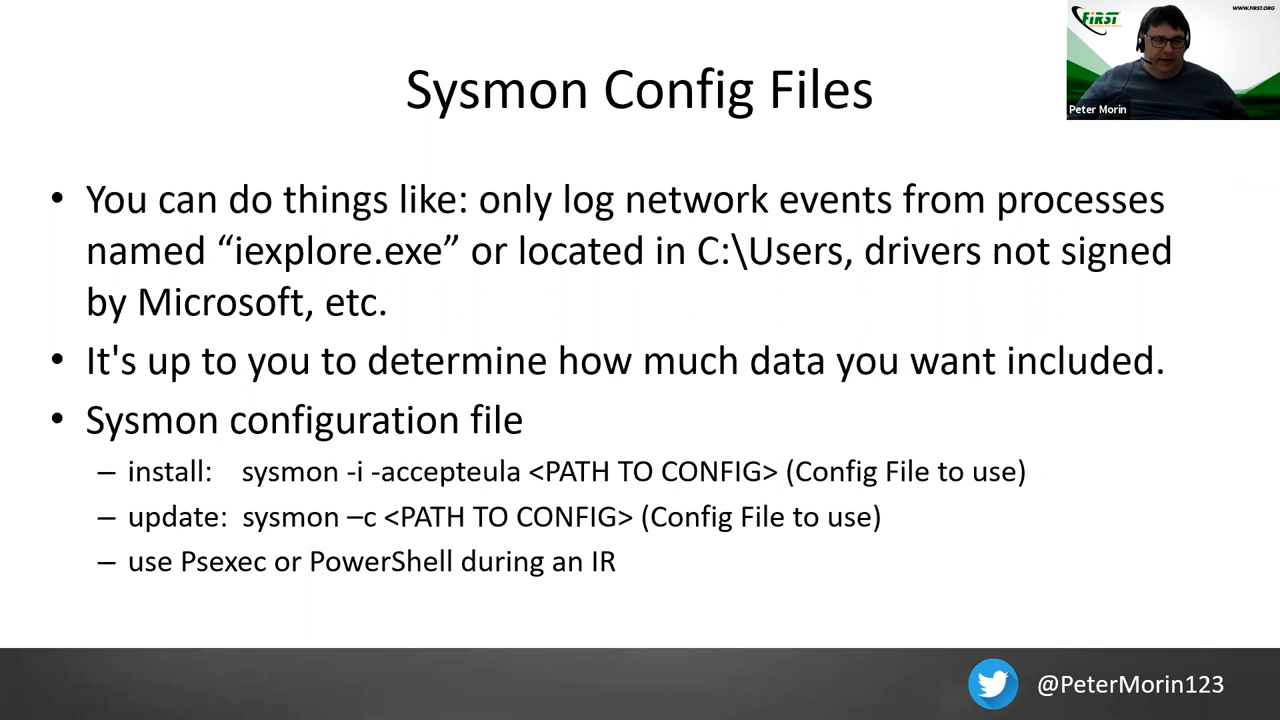 WWW.FIRST.ORG
FiRST
Peter Morin
Sysmon Config Files
• You can do things like: only log network events from processes
named “iexplore.exe” or located in C:\Users, drivers not signed
by Microsoft, etc.
• It's up to you to determine how much data you want included.
• Sysmon configuration file
– install: sysmon -i -accepteula <PATH TO CONFIG> (Config File to use)
– update: sysmon –c <PATH TO CONFIG> (Config File to use)
– use Psexec or PowerShell during an IR
@PeterMorin123